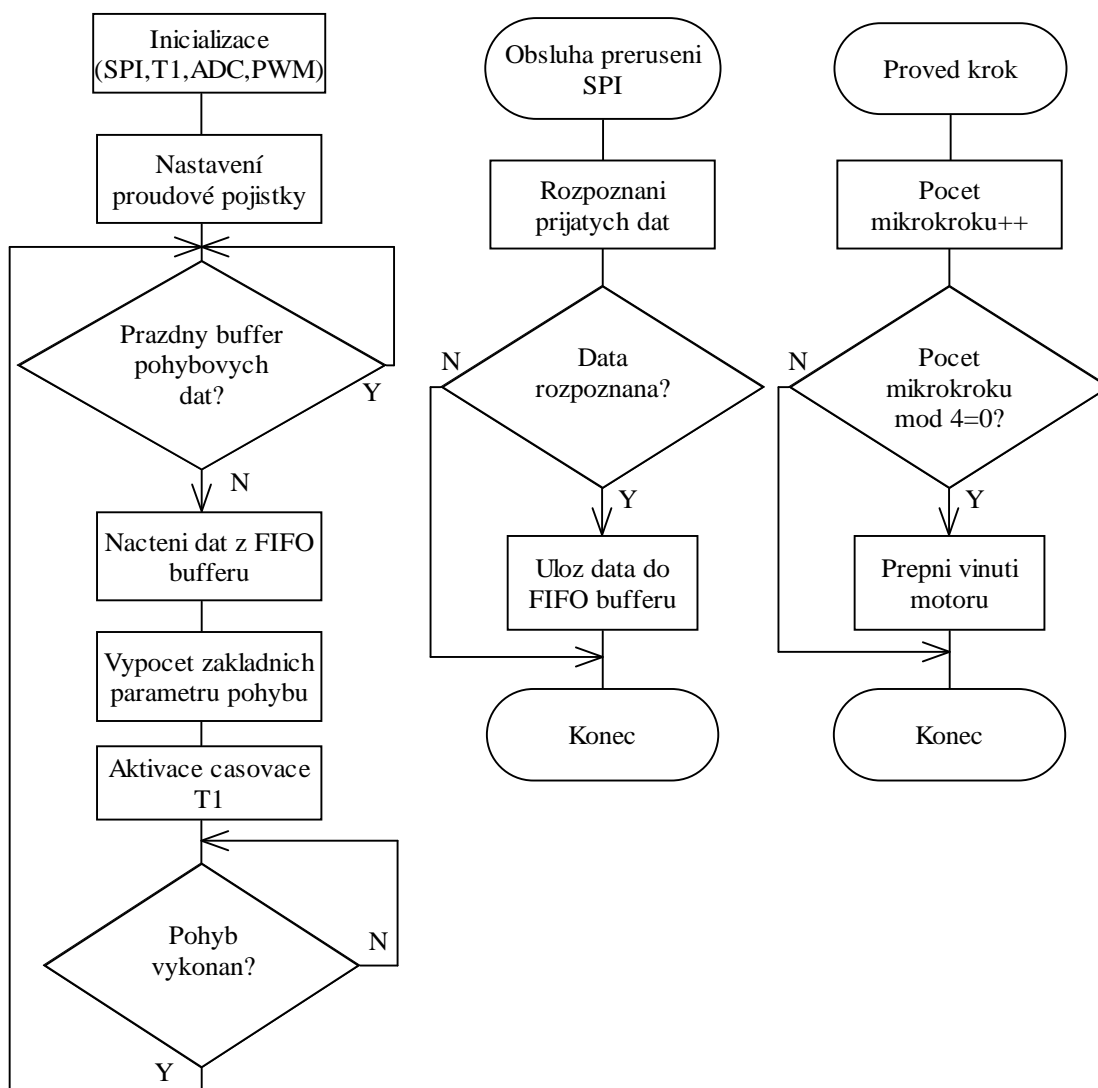 Inicializace
(SPI,T1,ADC,PWM)
Nastavení
proudové pojistky
Prazdny buffer
pohybovych
dat?
Y
N
Nacteni dat z FIFO
bufferu
Vypocet zakladnich
parametru pohybu
Aktivace casovace
T1
Pohyb
vykonan?
N
Y
Obsluha preruseni
SPI
Rozpoznani
prijatych dat
N
Data
rozpoznana?
Y
Uloz data do
FIFO bufferu
Konec
Proved krok
Pocet
mikrokroku++
N
Pocet
mikrokroku
mod 4=0?
Y
Prepni vinuti
motoru
Konec